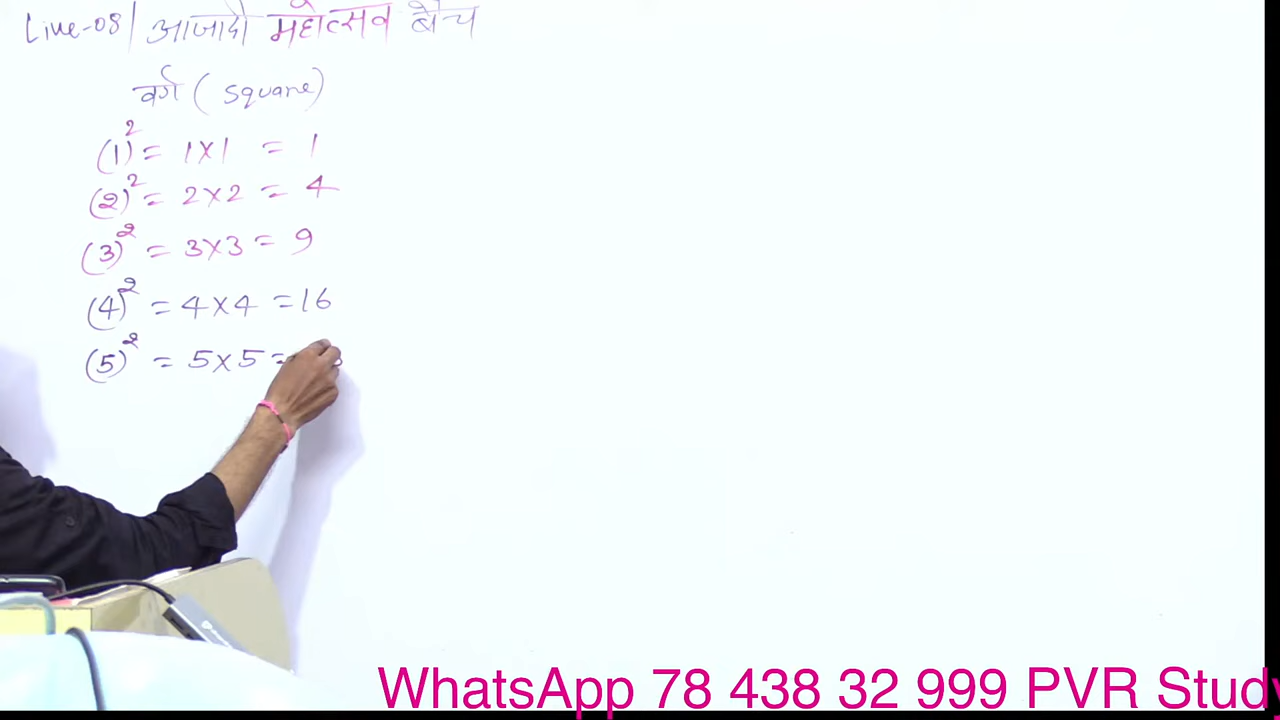 Live-08/ आजादी महोत्सव बैच
वर्ग (square)
(1)² = 1×1 = 1
(2)² = 2×2 = 4
(3)² = 3×3 = 9
(4)² = 4×4 = 16
(5)² = 5×5 =
WhatsApp 78 438 32 999 PVR Study